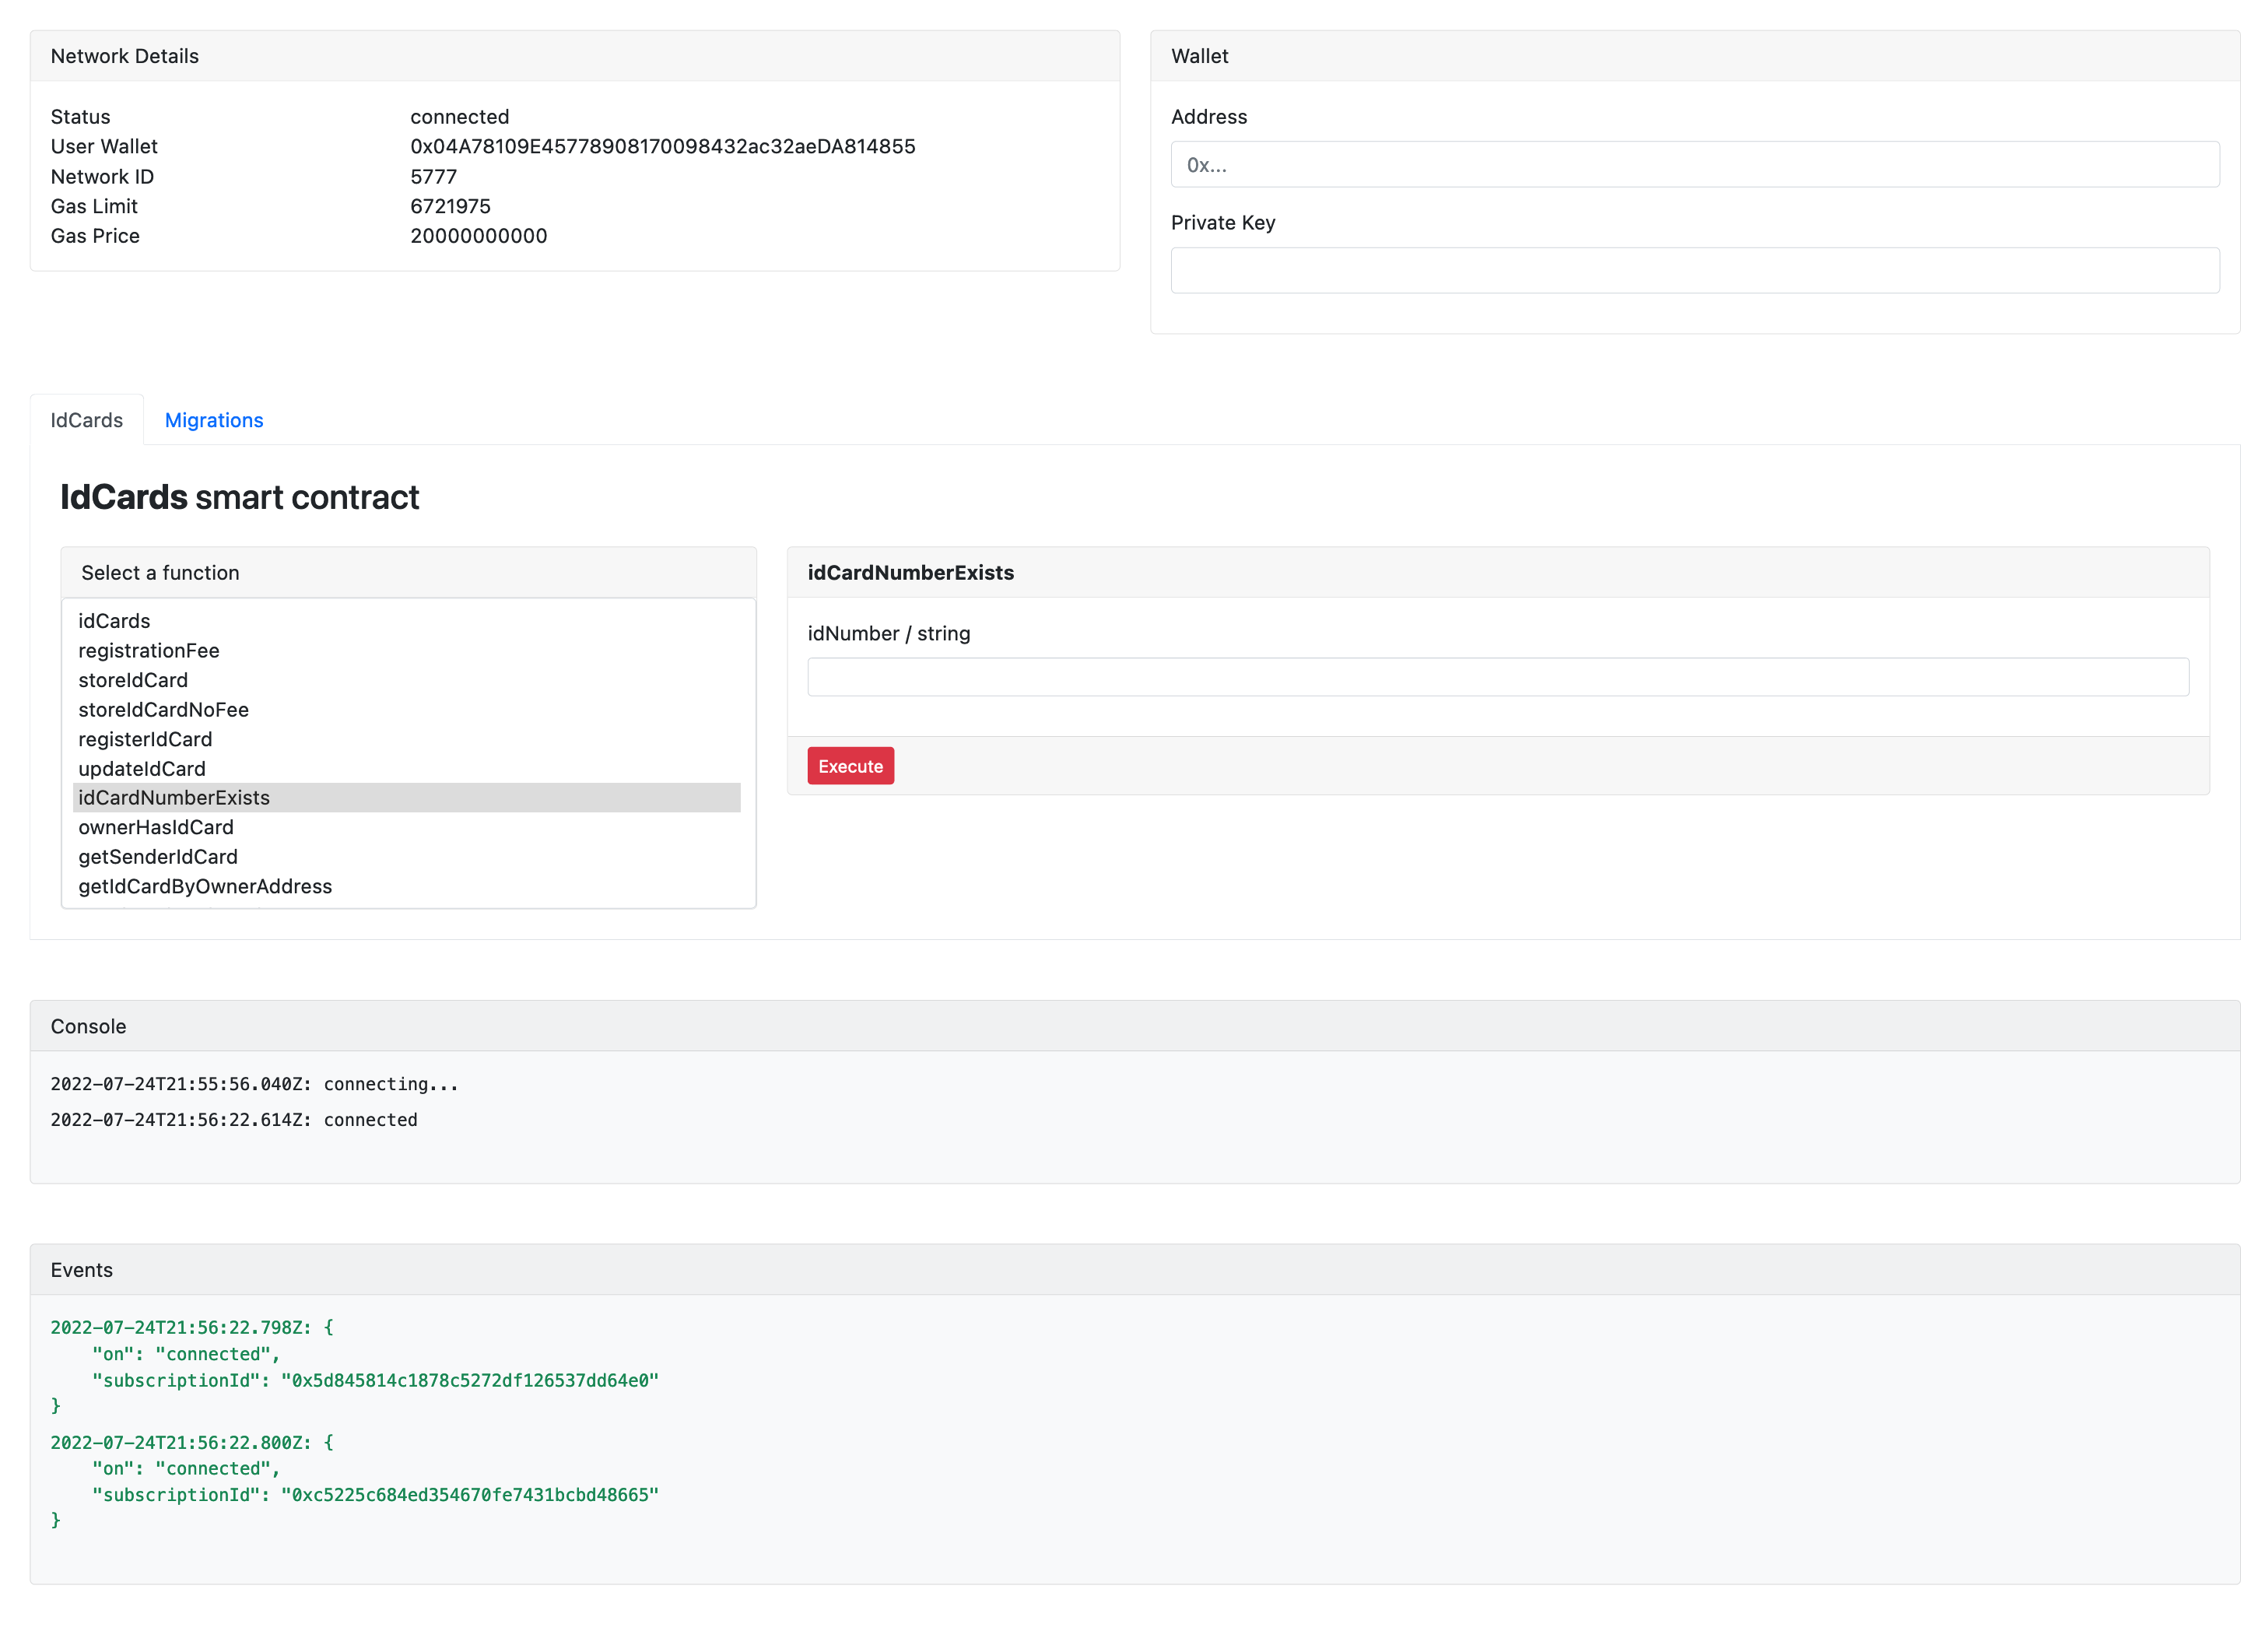 Network Details
Status connected
User Wallet 0x04A78109E45778908170098432ac32aeDA814855
Network ID 5777
Gas Limit 6721975
Gas Price 20000000000
Wallet
Address
0x...
Private Key
IdCards Migrations
IdCards smart contract
Select a function
idCards
registrationFee
storeIdCard
storeIdCardNoFee
registerIdCard
updateIdCard
idCardNumberExists
ownerHasIdCard
getSenderIdCard
getIdCardByOwnerAddress
idCardNumberExists
idNumber / string
Execute
Console
2022-07-24T21:55:56.040Z: connecting...
2022-07-24T21:56:22.614Z: connected
Events
2022-07-24T21:56:22.798Z: {
"on": "connected",
"subscriptionId": "0x5d845814c1878c5272df126537dd64e0"
}
2022-07-24T21:56:22.800Z: {
"on": "connected",
"subscriptionId": "0xc5225c684ed354670fe7431bcbd48665"
}